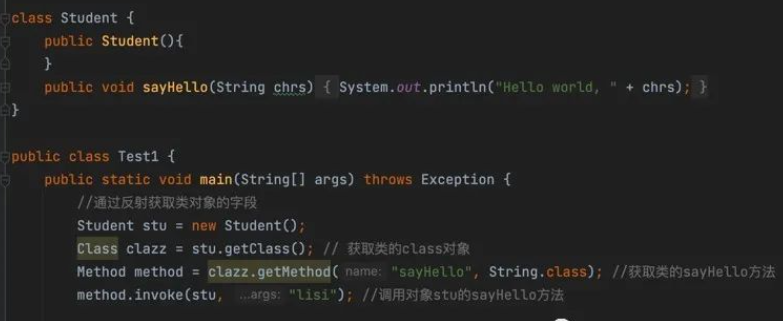 class Student {
public Student(){
}
public void sayHello(String chrs) { System.out.println("Hello world, " + chrs); }
}
public class Test1 {
public static void main(String[] args) throws Exception {
//通过反射获取类对象的字段
Student stu = new Student();
Class clazz = stu.getClass(); // 获取类的class对象
Method method = clazz.getMethod( name: "sayHello", String.class); //获取类的sayHello方法
method.invoke(stu, ...args: "lisi"); //调用对象stu的sayHello方法